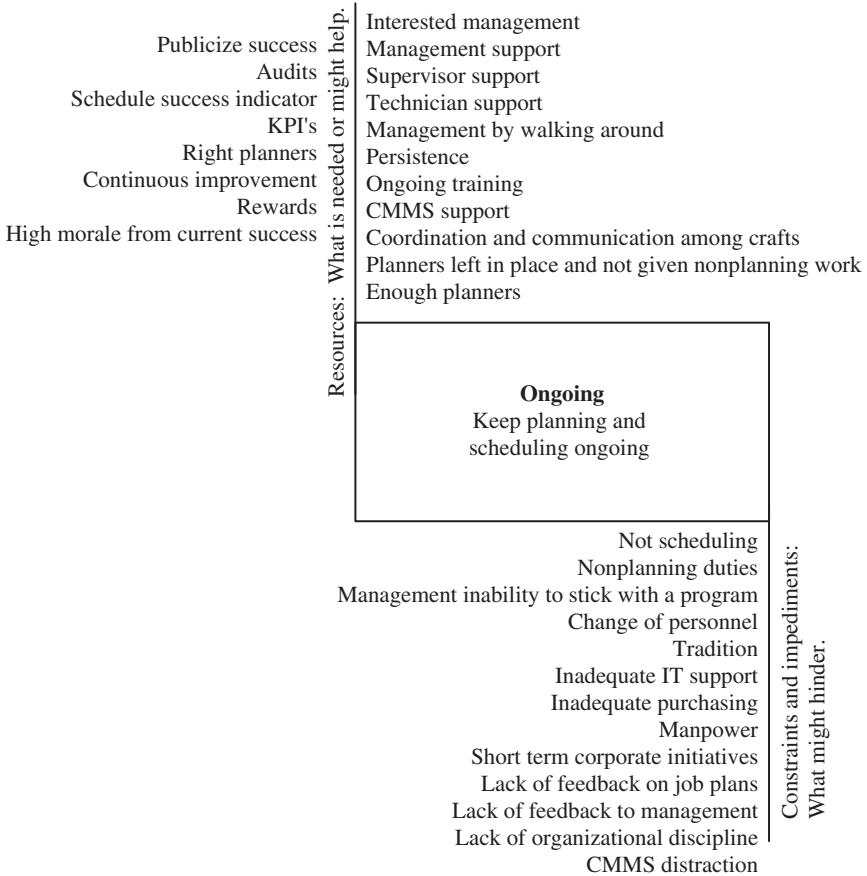 Publicize success
Audits
Schedule success indicator
KPI's
Right planners
Continuous improvement
Rewards
High morale from current success
Resources: What is needed or might help.
Interested management
Management support
Supervisor support
Technician support
Management by walking around
Persistence
Ongoing training
CMMS support
Coordination and communication among crafts
Planners left in place and not given nonplanning work
Enough planners
Ongoing
Keep planning and
scheduling ongoing
Not scheduling
Nonplanning duties
Management inability to stick with a program
Change of personnel
Tradition
Inadequate IT support
Inadequate purchasing
Manpower
Short term corporate initiatives
Lack of feedback on job plans
Lack of feedback to management
Lack of organizational discipline
CMMS distraction
Constraints and impediments:
What might hinder.